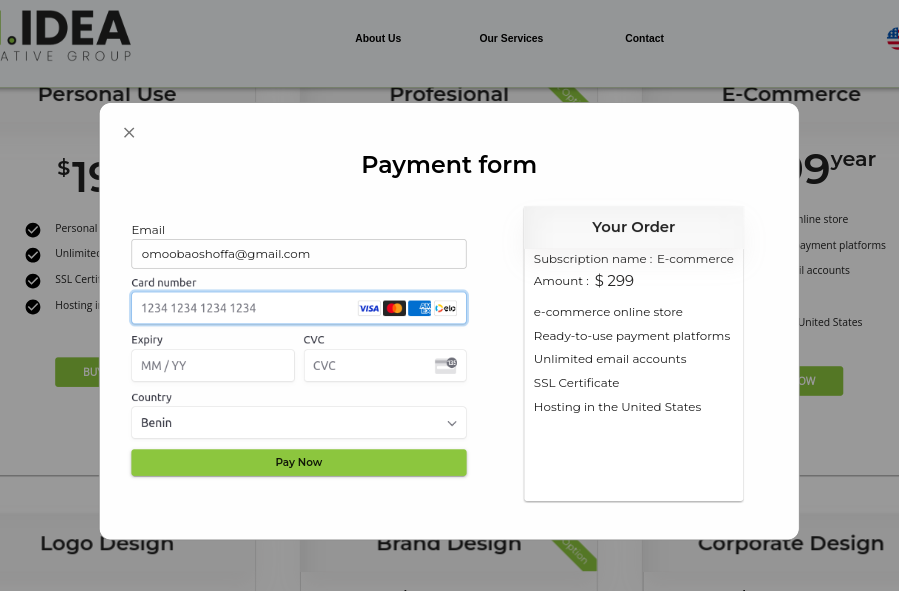 .IDEA
ATIVE GROUP
About Us
Our Services
Contact
Personal Use
Profesional
E-Commerce
$19
99year
Personal
Unlimited
SSL Certif
Hosting i
BU
nline store
ayment platforms
il accounts
United States
OW
Payment form
Email
omoobaoshoffa@gmail.com
Card number
1234 1234 1234 1234
VISA
elo
Expiry
CVC
MM / YY
CVC
Country
Benin
Pay Now
Your Order
Subscription name : E-commerce
Amount : $ 299
e-commerce online store
Ready-to-use payment platforms
Unlimited email accounts
SSL Certificate
Hosting in the United States
Logo Design
Brand Design
Option
Corporate Design